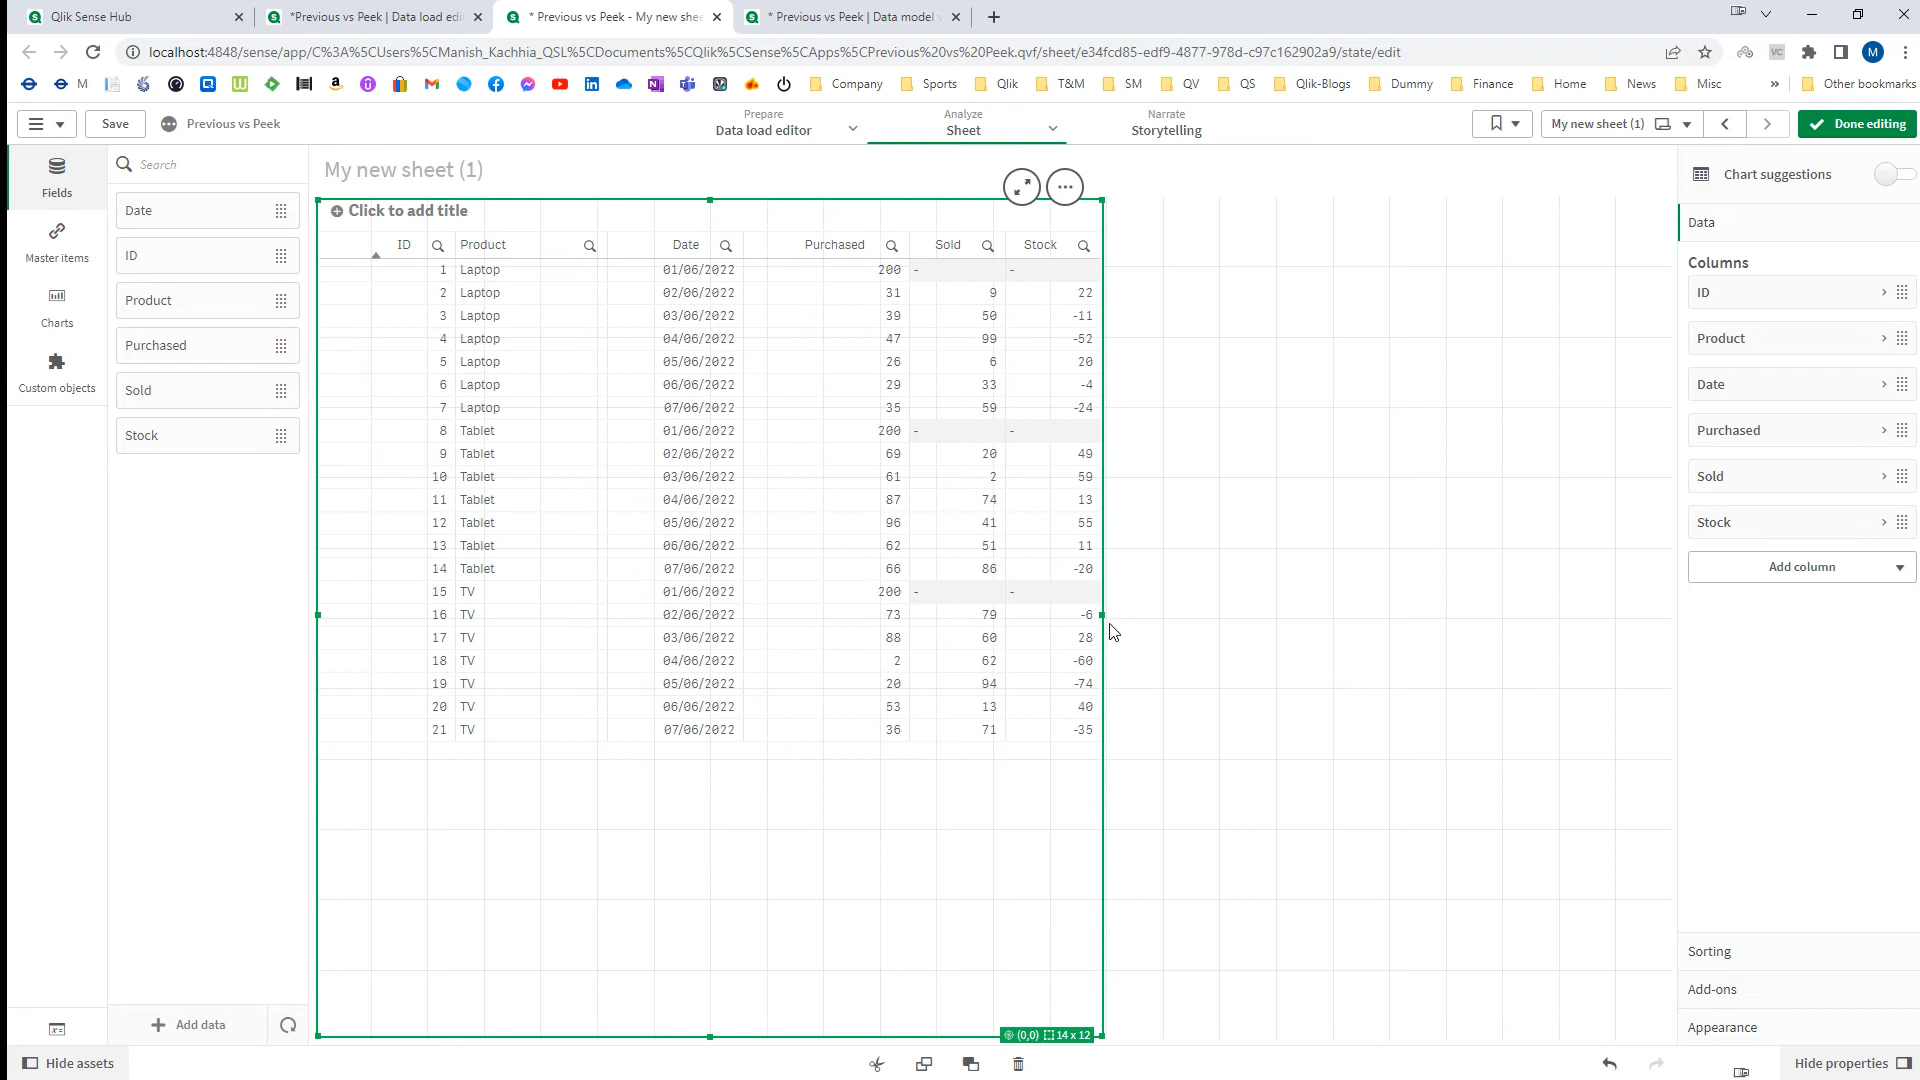 Qlik Sense Hub
*Previous vs Peek | Data load edi
* Previous vs Peek - My new she
* Previous vs Peek | Data model v
localhost:4848/sense/app/C%3A%5CUsers%5CManish_Kachhia_QSL%5CDocuments%5CQlik%5CSense%5CApps%5CPrevious%20vs%20Peek.qvf/sheet/e34fcd85-edf9-4877-978d-c97c162902a9/state/edit
M
M Company Sports Qlik T&M SM QV QS Qlik-Blogs Dummy Finance Home News Misc » Other bookmarks
Save Previous vs Peek
Prepare
Data load editor
Analyze
Sheet
Narrate
Storytelling
My new sheet (1)
Done editing
Fields
Master items
Charts
Custom objects
Search
Date
ID
Product
Purchased
Sold
Stock
Add data
Hide assets
My new sheet (1)
Click to add title
ID Product Date Purchased Sold Stock
1 Laptop 01/06/2022 200 - -
2 Laptop 02/06/2022 31 9 22
3 Laptop 03/06/2022 39 50 -11
4 Laptop 04/06/2022 47 99 -52
5 Laptop 05/06/2022 26 6 20
6 Laptop 06/06/2022 29 33 -4
7 Laptop 07/06/2022 35 59 -24
8 Tablet 01/06/2022 200 - -
9 Tablet 02/06/2022 69 20 49
10 Tablet 03/06/2022 61 2 59
11 Tablet 04/06/2022 87 74 13
12 Tablet 05/06/2022 96 41 55
13 Tablet 06/06/2022 62 51 11
14 Tablet 07/06/2022 66 86 -20
15 TV 01/06/2022 200 - -
16 TV 02/06/2022 73 79 -6
17 TV 03/06/2022 88 60 28
18 TV 04/06/2022 2 62 -60
19 TV 05/06/2022 20 94 -74
20 TV 06/06/2022 53 13 40
21 TV 07/06/2022 36 71 -35
(0,0) 14 x 12
Chart suggestions
Data
Columns
ID
Product
Date
Purchased
Sold
Stock
Add column
Sorting
Add-ons
Appearance
Hide properties